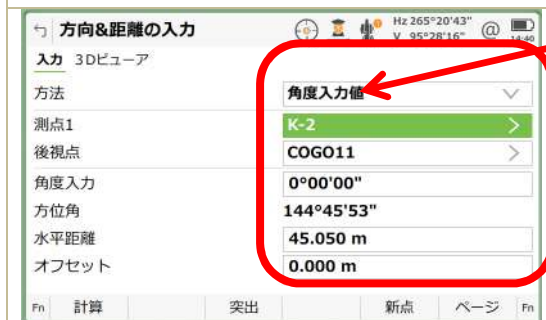 方向&距離の入力 Hz 265°20'43" V 95°28'16" @ 14:40
入力 3Dビューア
方法 角度入力値
測点1 K-2
後視点 COGO11
角度入力 0°00'00"
方位角 144°45'53"
水平距離 45.050 m
オフセット 0.000 m
Fn 計算 突出 新点 ページ Fn